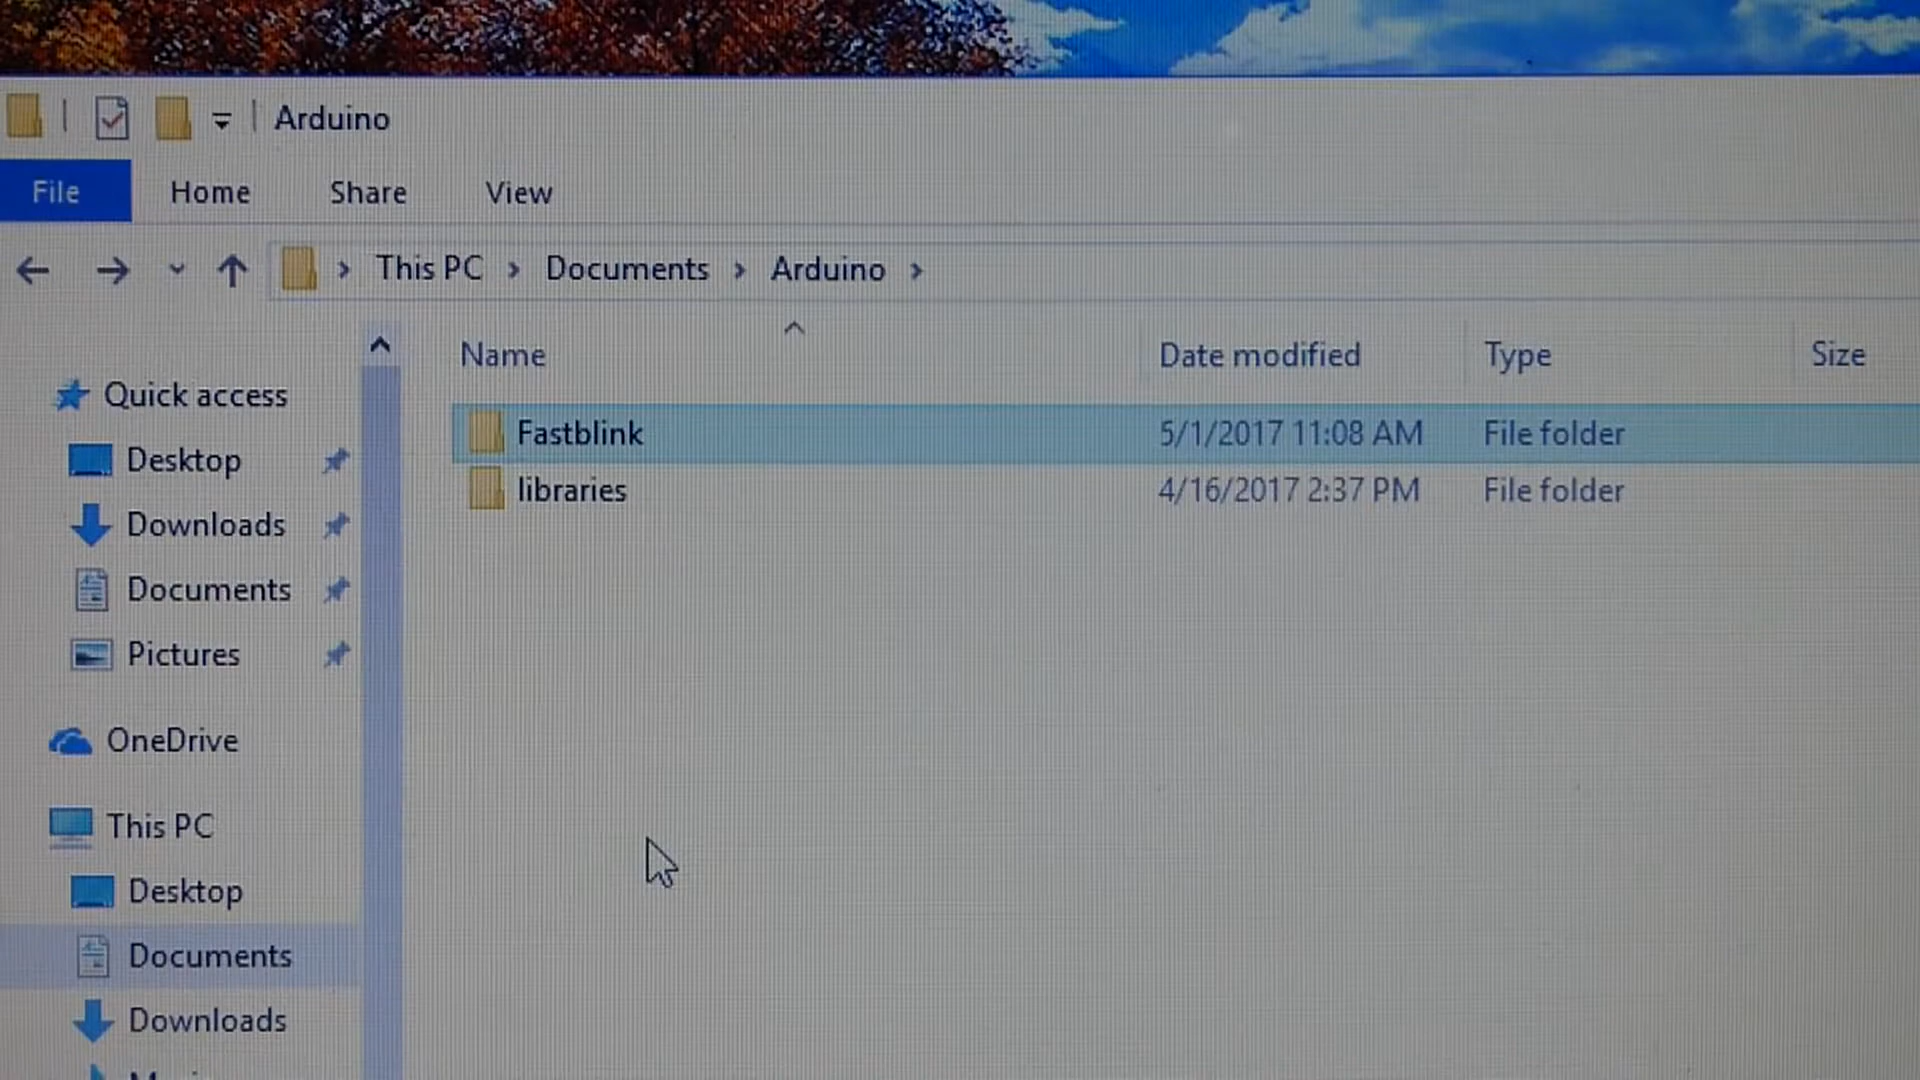 Arduino
File Home Share View
This PC > Documents > Arduino >
Name Date modified Type Size
Quick access
Fastblink 5/1/2017 11:08 AM File folder
Desktop
libraries 4/16/2017 2:37 PM File folder
Downloads
Documents
Pictures
OneDrive
This PC
Desktop
Documents
Downloads